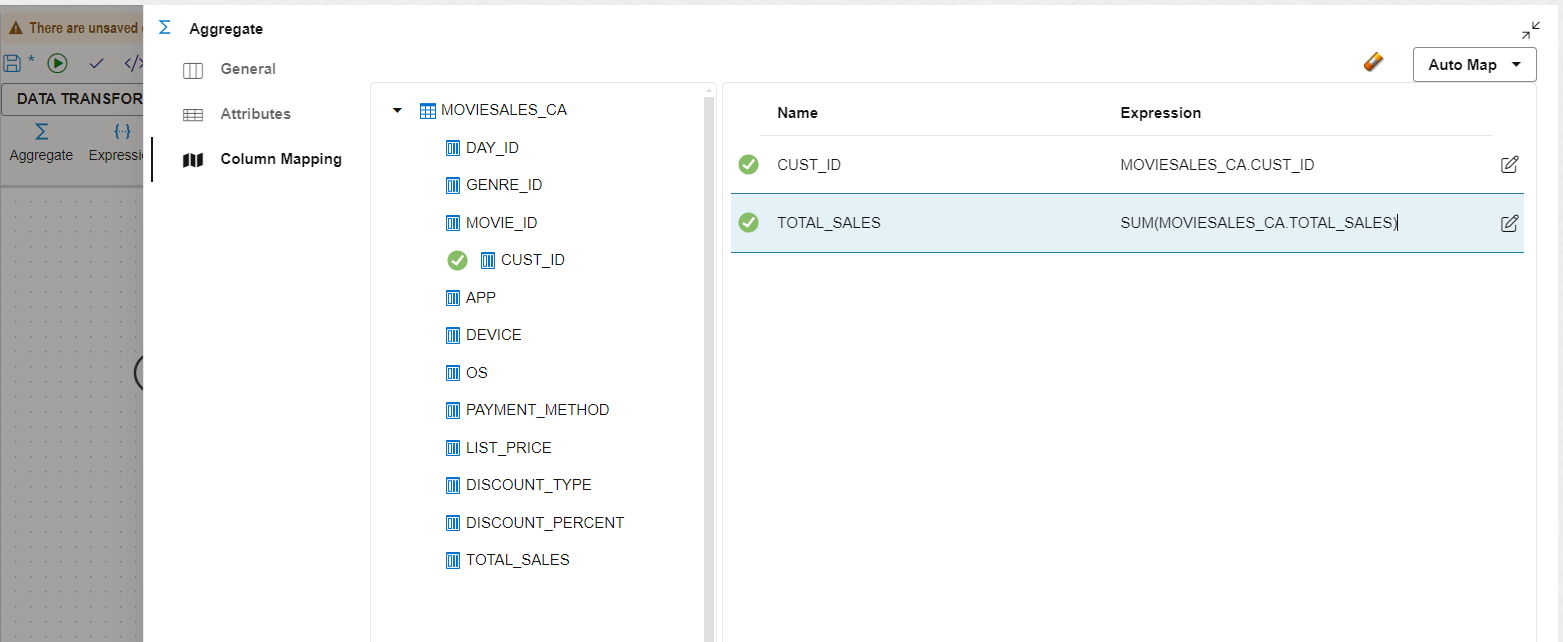 There are unsaved
Aggregate
General
Attributes
Column Mapping
Auto Map
DATA TRANSFOR
Aggregate
Expressi
MOVIESALES_CA
DAY_ID
GENRE_ID
MOVIE_ID
CUST_ID
APP
DEVICE
OS
PAYMENT_METHOD
LIST_PRICE
DISCOUNT_TYPE
DISCOUNT_PERCENT
TOTAL_SALES
Name Expression
CUST_ID MOVIESALES_CA.CUST_ID
TOTAL_SALES SUM(MOVIESALES_CA.TOTAL_SALES)